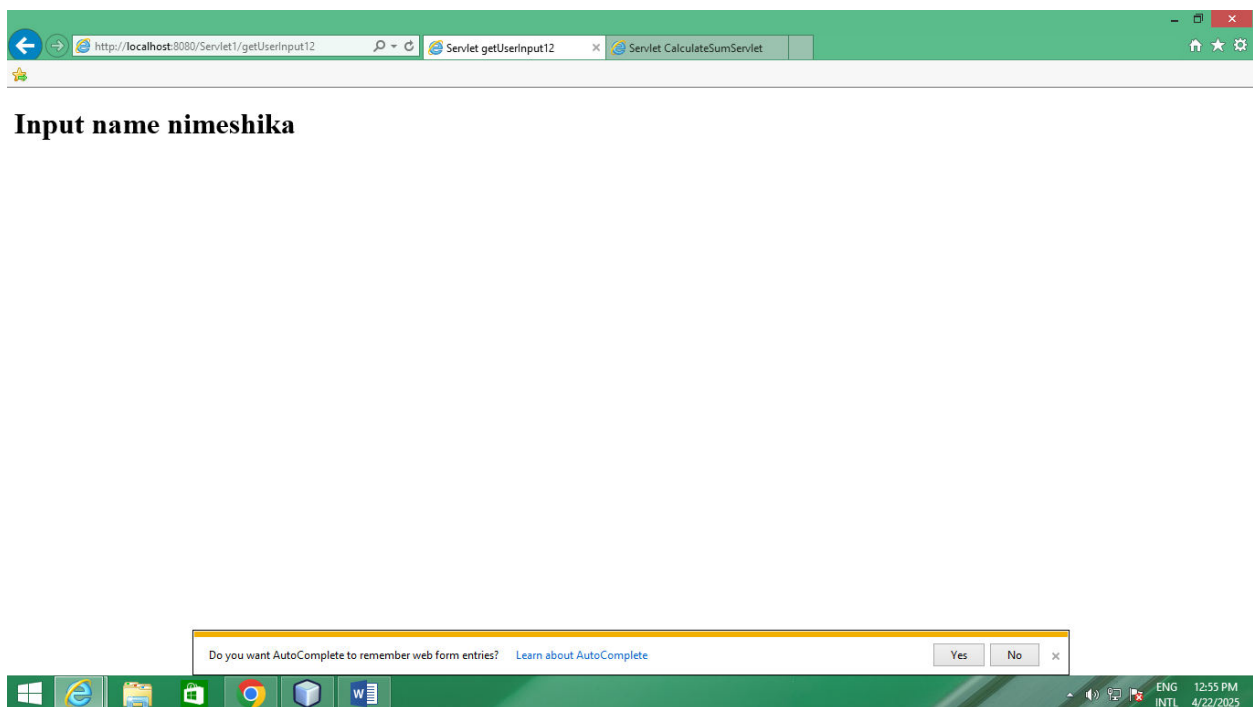 http://localhost:8080/Servlet1/getUserInput12
Servlet getUserInput12
Servlet CalculateSumServlet
Input name nimeshika
Do you want AutoComplete to remember web form entries? Learn about AutoComplete
Yes
No
ENG 12:55 PM
INTL 4/22/2025